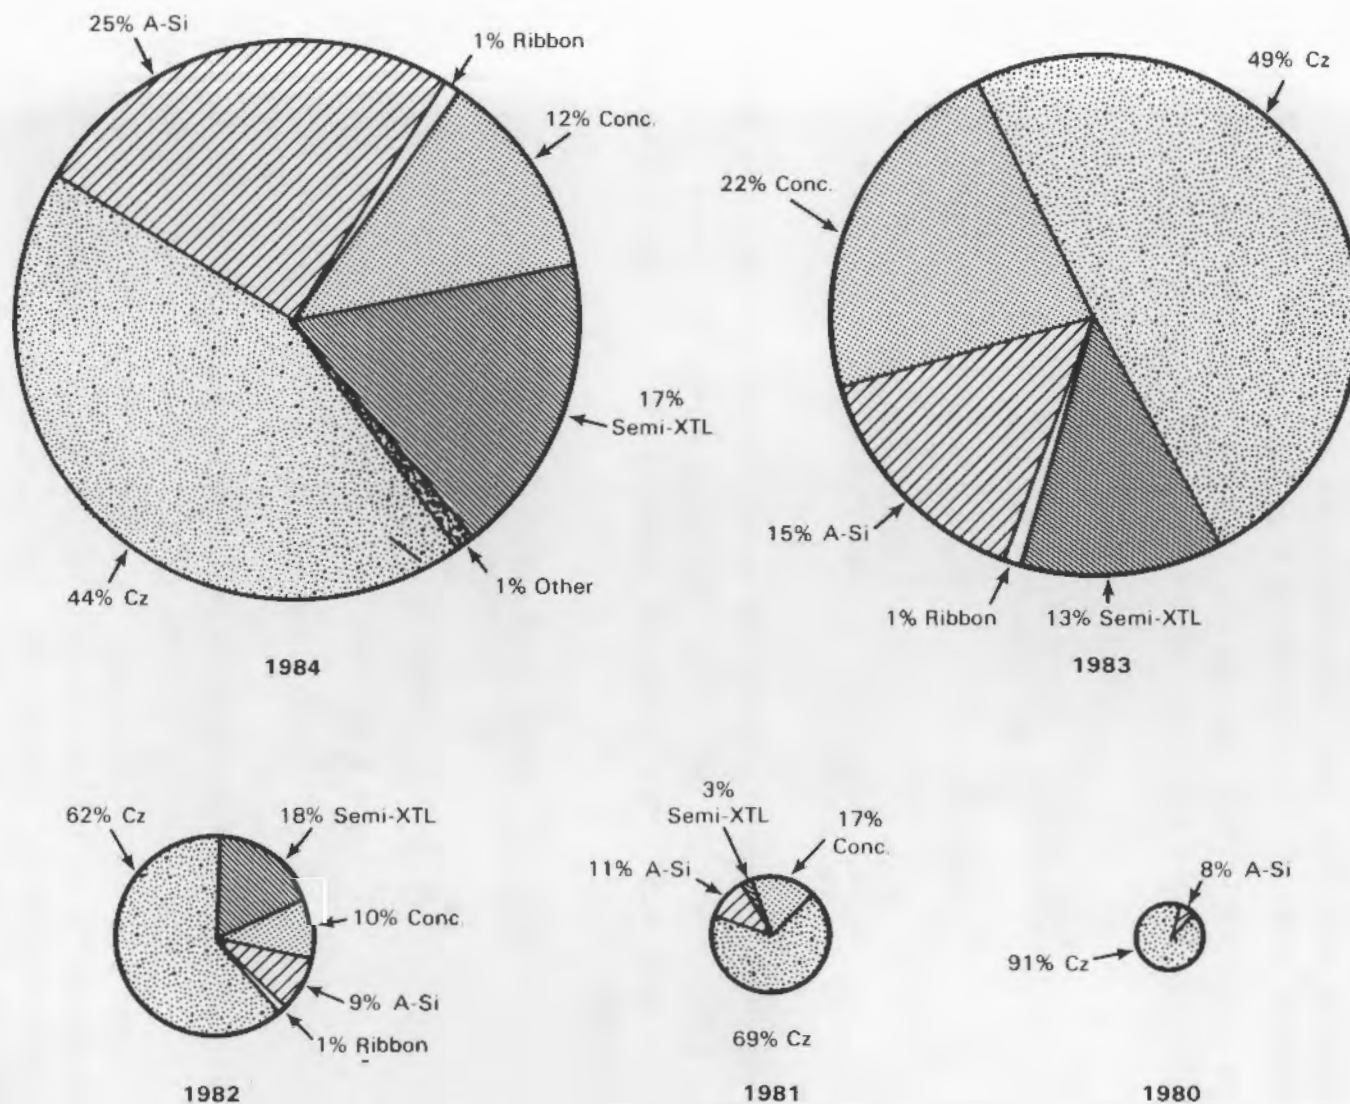 25% A-Si
1% Ribbon
12% Conc.
17%
Semi-XTL
1% Other
44% Cz
1984
49% Cz
22% Conc.
15% A-Si
1% Ribbon
13% Semi-XTL
1983
62% Cz
18% Semi-XTL
10% Conc.
9% A-Si
1% Ribbon
1982
3%
Semi-XTL
17%
Conc.
11% A-Si
69% Cz
1981
8% A-Si
91% Cz
1980